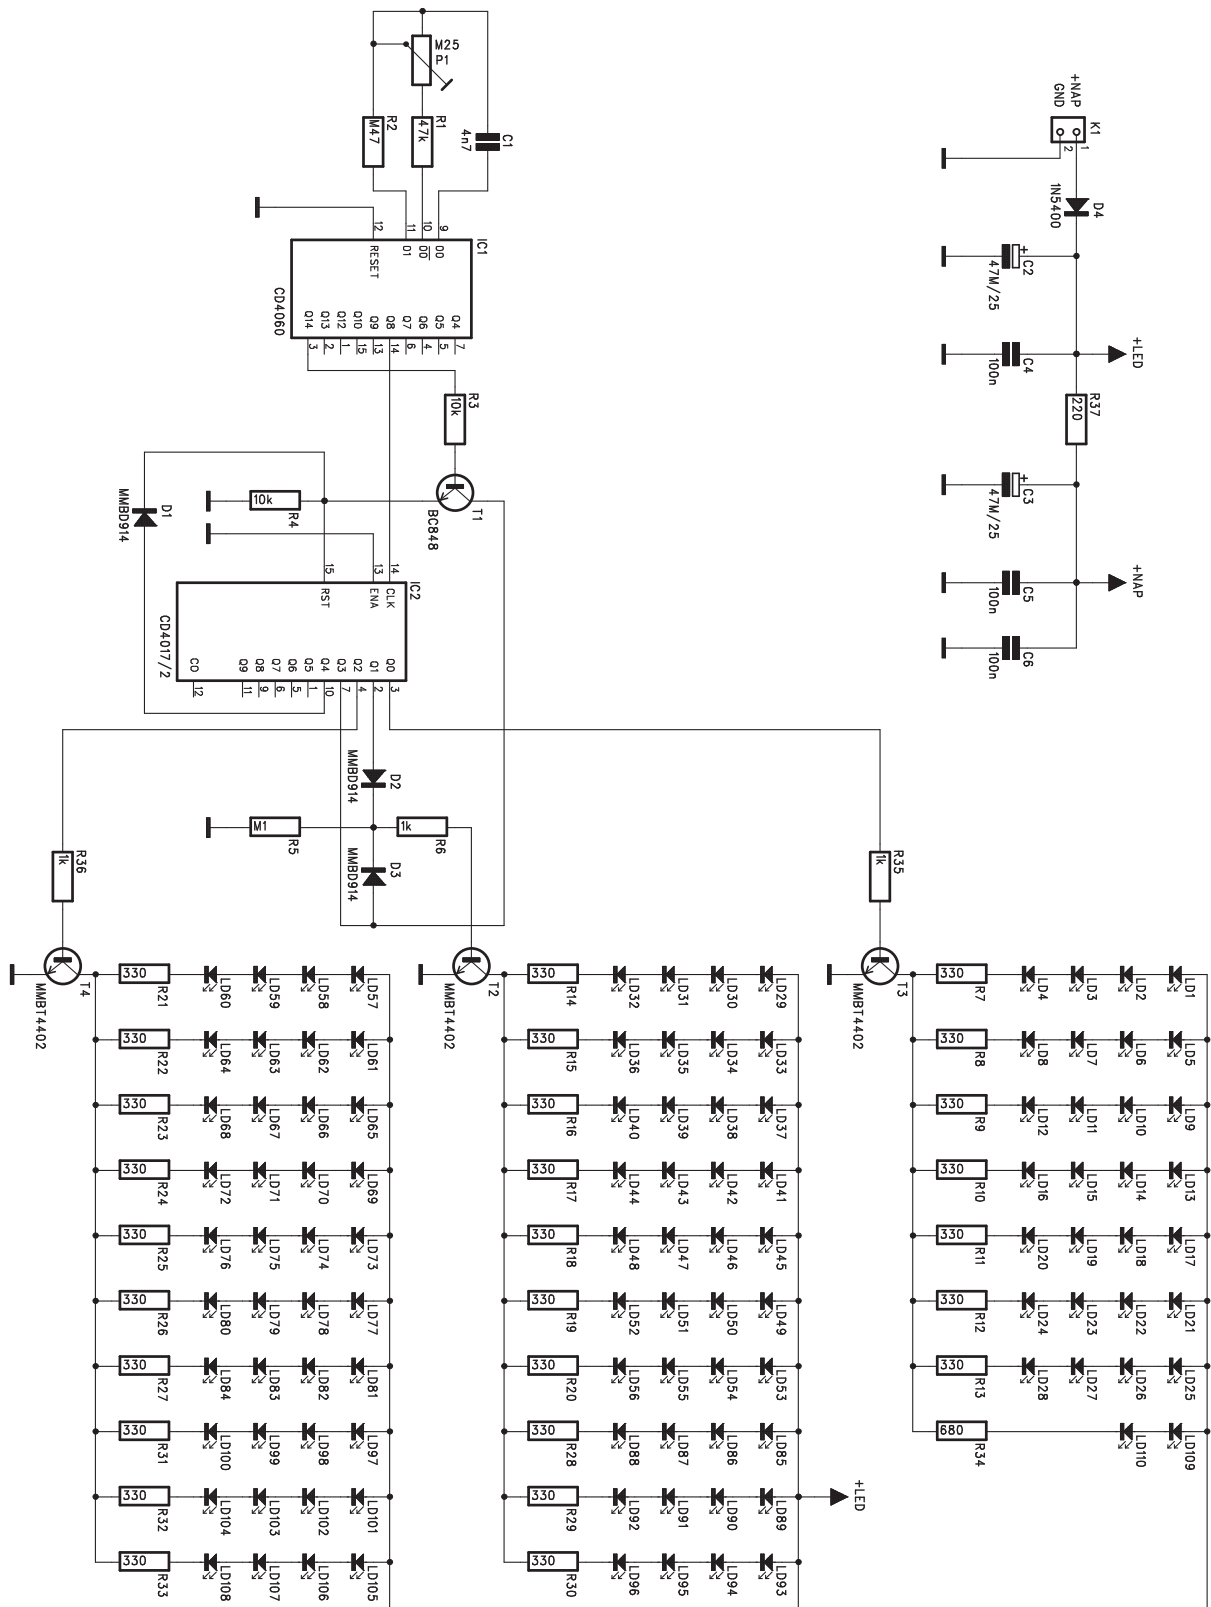 +NAP
GND
K1
1
2
D4
1N5400
C2
47M/25
+LED
C4
100n
R37
220
C3
47M/25
+NAP
C5
100n
C6
100n
M25
P1
R1
47k
R2
M47
C1
4n7
IC1
CD4060
9
10
11
12
DO
DO
D1
RESET
Q4
Q5
Q6
Q7
Q8
Q9
Q10
Q12
Q13
Q14
7
5
4
6
14
13
15
1
2
3
R3
10k
T1
BC848
R4
10k
D1
MMBD914
IC2
CD4017/2
14
13
15
CLK
ENA
RST
Q0
Q1
Q2
Q3
Q4
Q5
Q6
Q7
Q8
Q9
CO
3
2
4
7
10
1
5
6
9
11
12
D2
MMBD914
D3
MMBD914
R5
M1
R6
1k
R35
1k
R36
1k
T3
MMBT4402
T2
MMBT4402
T4
MMBT4402
+LED
LD1
LD2
LD3
LD4
R7
330
LD5
LD6
LD7
LD8
R8
330
LD9
LD10
LD11
LD12
R9
330
LD13
LD14
LD15
LD16
R10
330
LD17
LD18
LD19
LD20
R11
330
LD21
LD22
LD23
LD24
R12
330
LD25
LD26
LD27
LD28
R13
330
LD109
LD110
R34
680
LD29
LD30
LD31
LD32
R14
330
LD33
LD34
LD35
LD36
R15
330
LD37
LD38
LD39
LD40
R16
330
LD41
LD42
LD43
LD44
R17
330
LD45
LD46
LD47
LD48
R18
330
LD49
LD50
LD51
LD52
R19
330
LD53
LD54
LD55
LD56
R20
330
LD85
LD86
LD87
LD88
R28
330
LD89
LD90
LD91
LD92
R29
330
LD93
LD94
LD95
LD96
R30
330
LD57
LD58
LD59
LD60
R21
330
LD61
LD62
LD63
LD64
R22
330
LD65
LD66
LD67
LD68
R23
330
LD69
LD70
LD71
LD72
R24
330
LD73
LD74
LD75
LD76
R25
330
LD77
LD78
LD79
LD80
R26
330
LD81
LD82
LD83
LD84
R27
330
LD97
LD98
LD99
LD100
R31
330
LD101
LD102
LD103
LD104
R32
330
LD105
LD106
LD107
LD108
R33
330